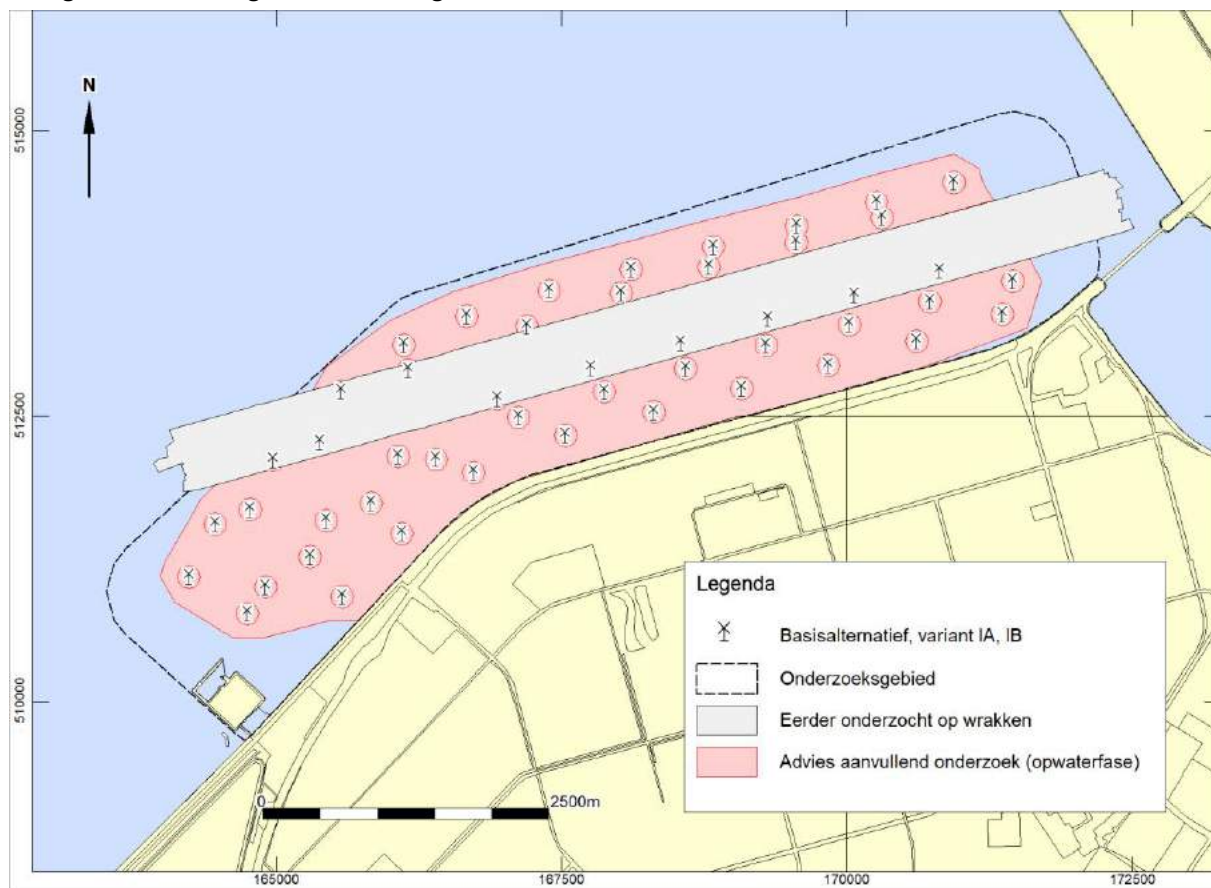 N
515000
512500
510000
Legenda
Basisalternatief, variant IA, IB
Onderzoeksgebied
Eerder onderzocht op wrakken
Advies aanvullend onderzoek (opwaterfase)
0 2500m
165000 167500 170000 172500